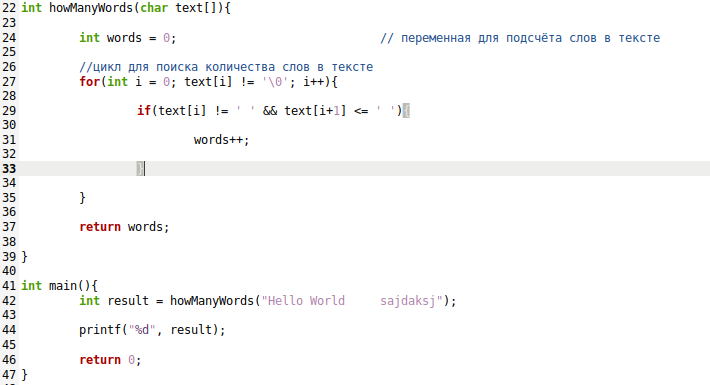 22 int howManyWords(char text[]){
23
24 int words = 0; // переменная для подсчёта слов в тексте
25
26 //цикл для поиска количества слов в тексте
27 for(int i = 0; text[i] != '\0'; i++){
28
29 if(text[i] != ' ' && text[i+1] <= ' '){
30
31 words++;
32
33 }
34
35 }
36
37 return words;
38
39 }
40
41 int main(){
42 int result = howManyWords("Hello World     sajdaksj");
43
44 printf("%d", result);
45
46 return 0;
47 }